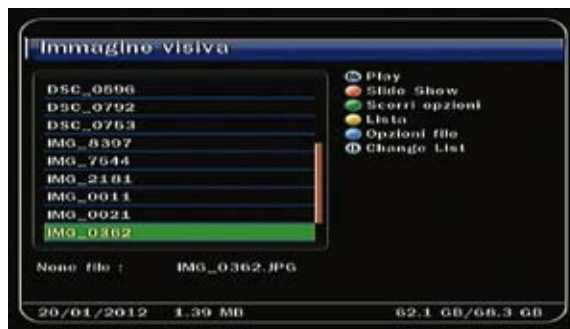 Immagine visiva
DSC_0596
DSC_0792
DSC_0753
IMG_8397
IMG_7644
IMG_2181
IMG_0011
IMG_0021
IMG_0362
Play
Slide Show
Scorri opzioni
Lista
Opzioni file
Change List
Nome file : IMG_0362.JPG
20/01/2012 1.39 MB 62.1 GB/68.3 GB